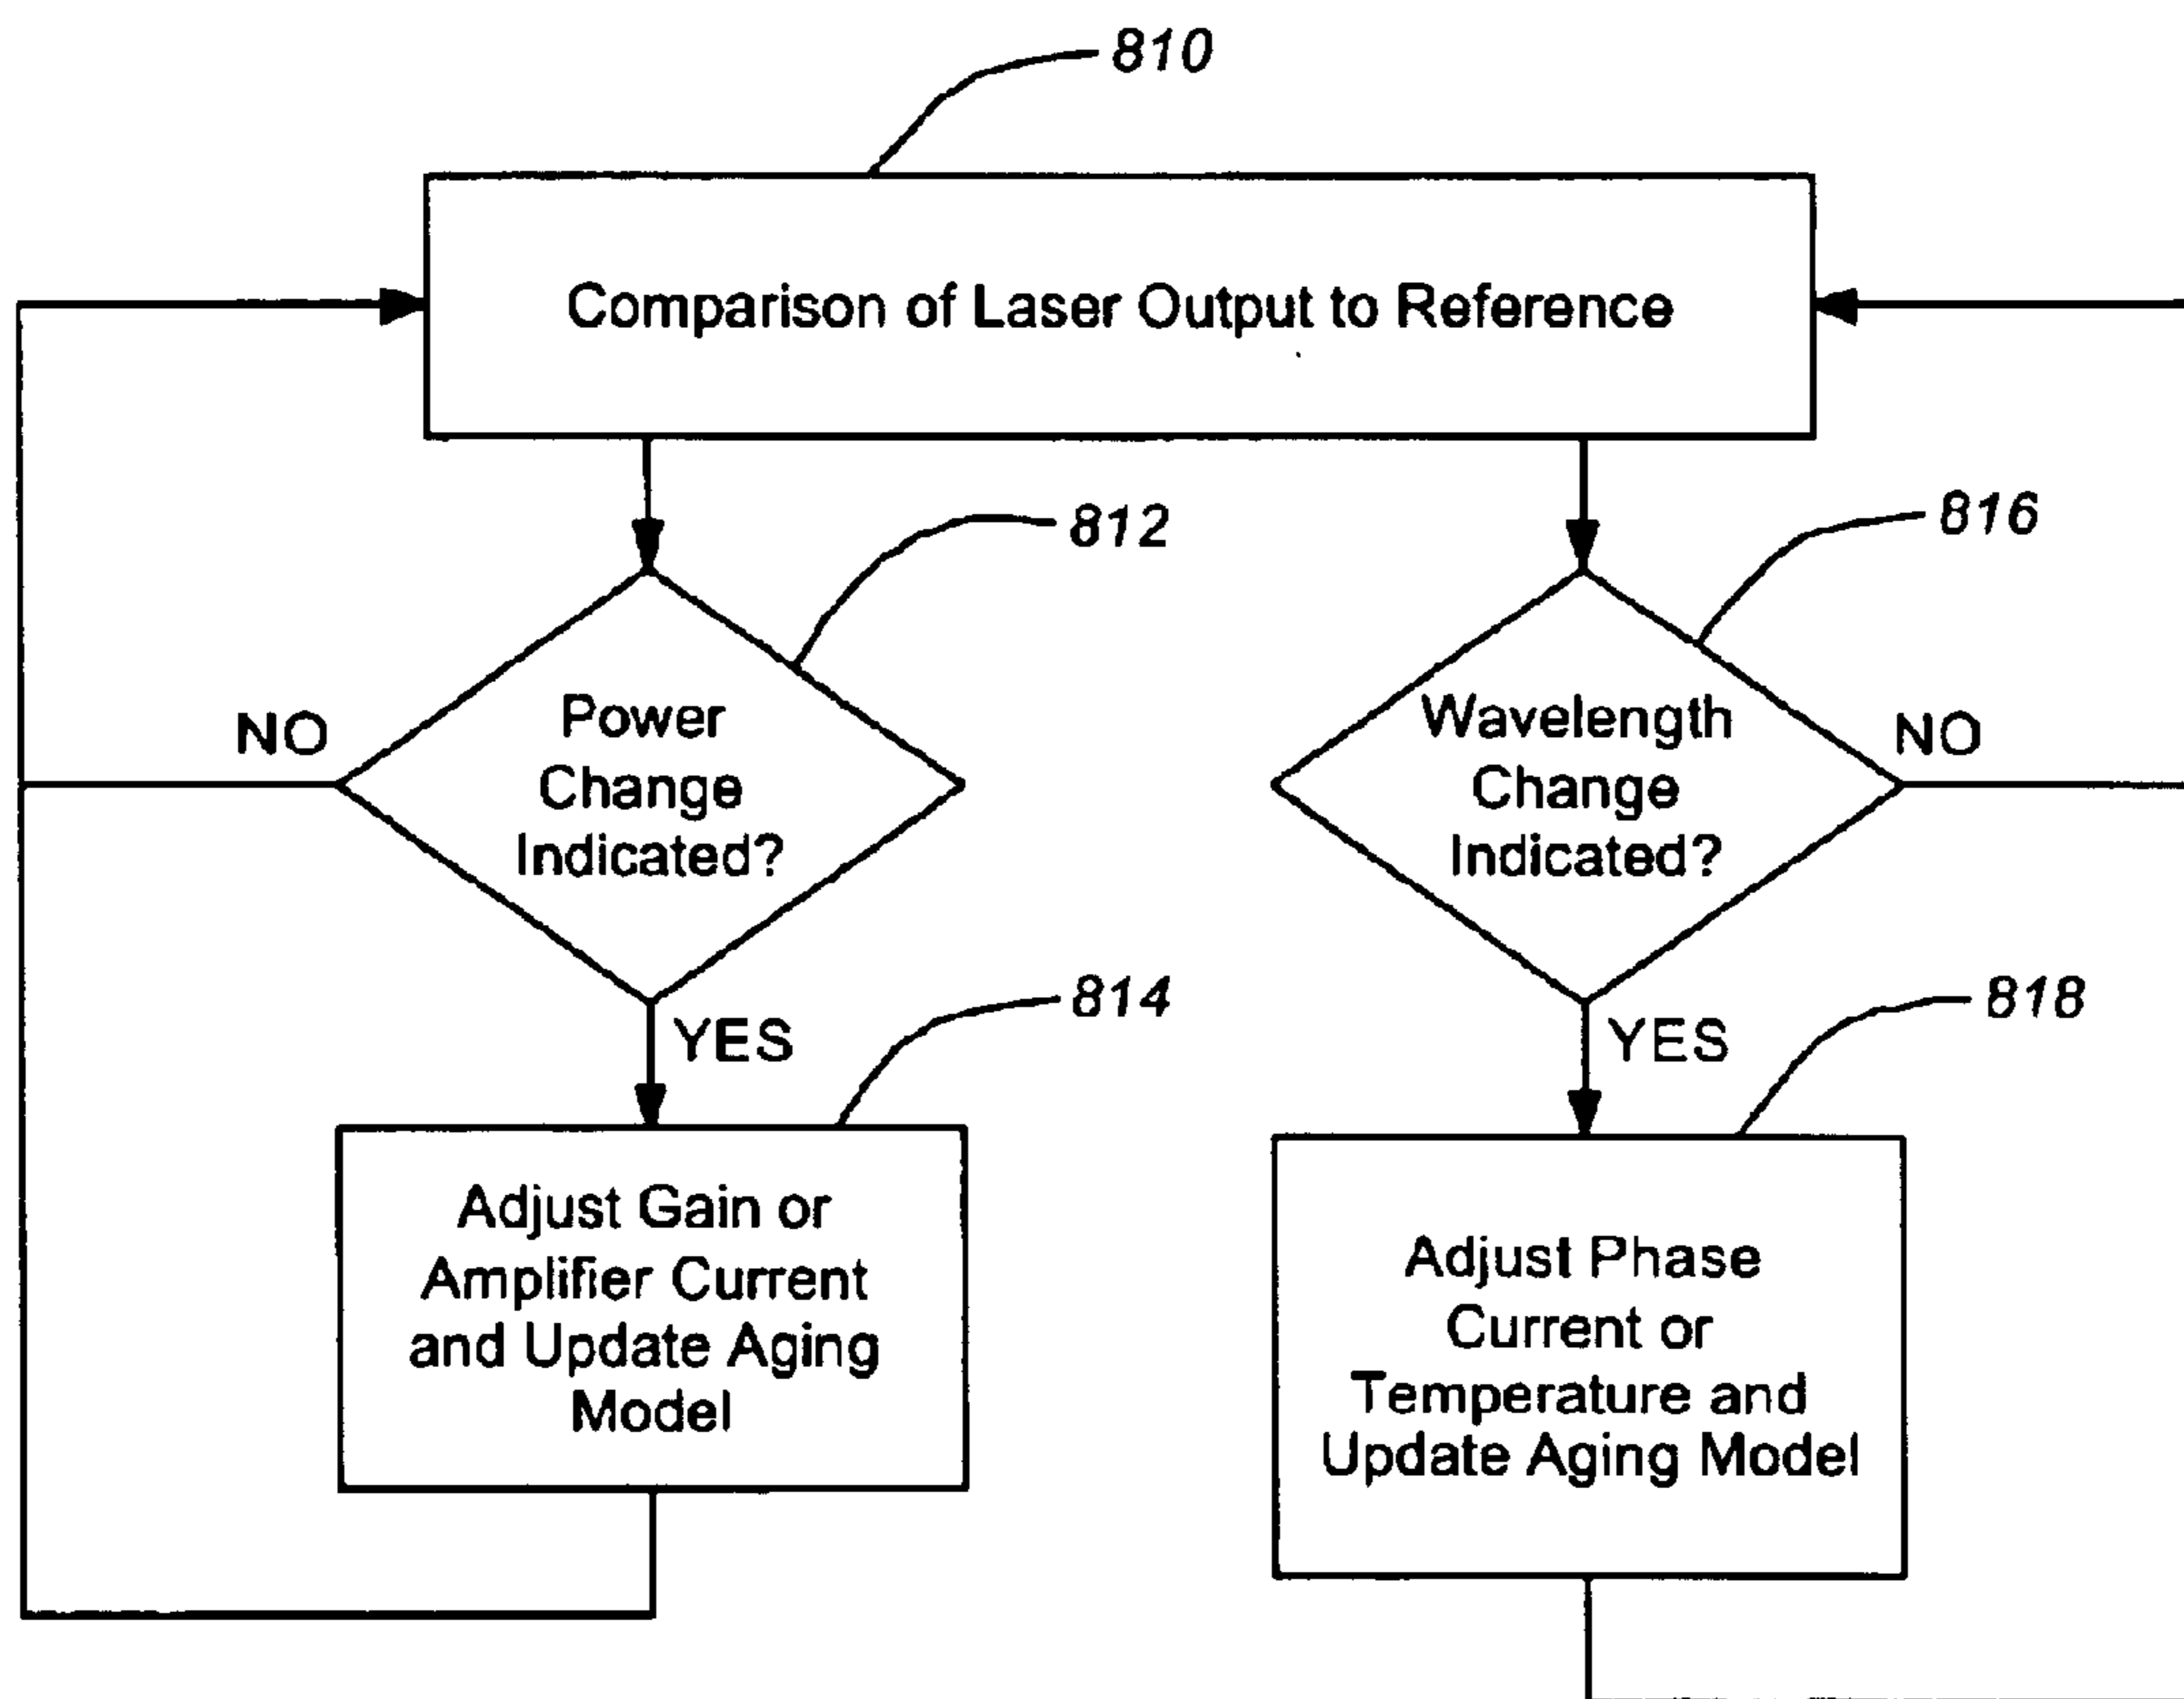 810
Comparison of Laser Output to Reference
812
Power
Change
Indicated?
NO
YES
814
Adjust Gain or
Amplifier Current
and Update Aging
Model
816
Wavelength
Change
Indicated?
NO
YES
818
Adjust Phase
Current or
Temperature and
Update Aging Model